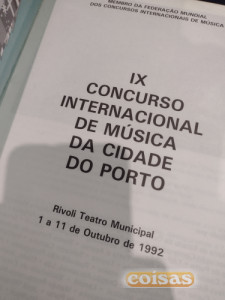 MEMBRO DA FEDERAÇÃO MUNDIAL
DOS CONCURSOS INTERNACIONAIS DE MÚSICA
IX
CONCURSO
INTERNACIONAL
DE MÚSICA
DA CIDADE
DO PORTO
Rivoli Teatro Municipal
1 a 11 de Outubro de 1992
coisas